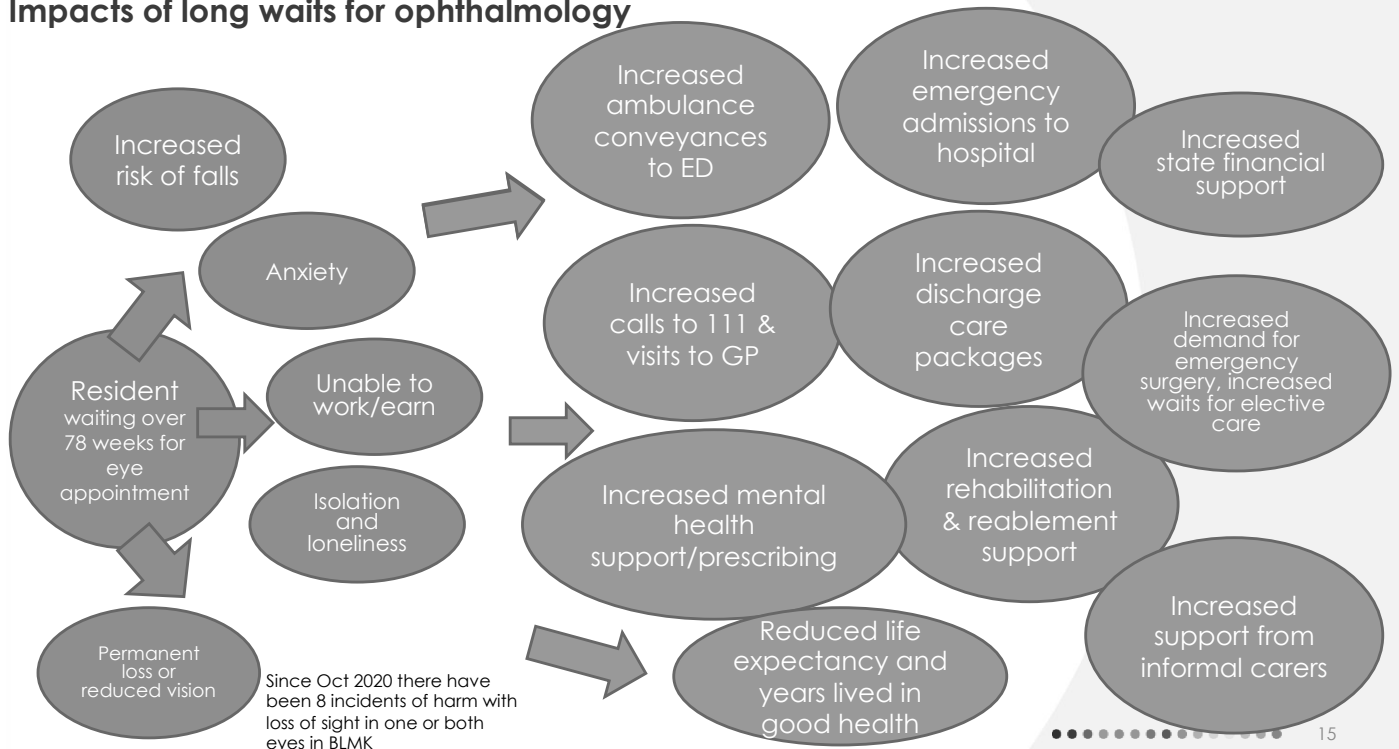 Impacts of long waits for ophthalmology
Increased
risk of falls
Anxiety
Resident
waiting over
78 weeks for
eye
appointment
Unable to
work/earn
Isolation
and
loneliness
Permanent
loss or
reduced vision
Since Oct 2020 there have
been 8 incidents of harm with
loss of sight in one or both
eyes in BLMK
Increased
ambulance
conveyances
to ED
Increased
emergency
admissions to
hospital
Increased
state financial
support
Increased
calls to 111 &
visits to GP
Increased
discharge
care
packages
Increased
demand for
emergency
surgery, increased
waits for elective
care
Increased mental
health
support/prescribing
Increased
rehabilitation
& reablement
support
Reduced life
expectancy and
years lived in
good health
Increased
support from
informal carers
15